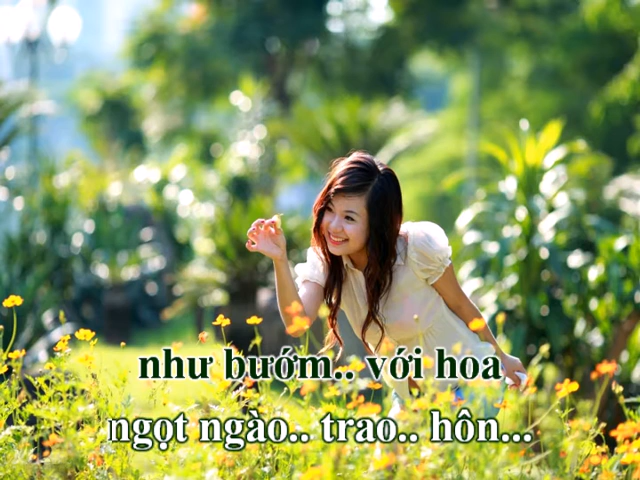 như bướm.. với hoa
ngọt ngào.. trao.. hôn...